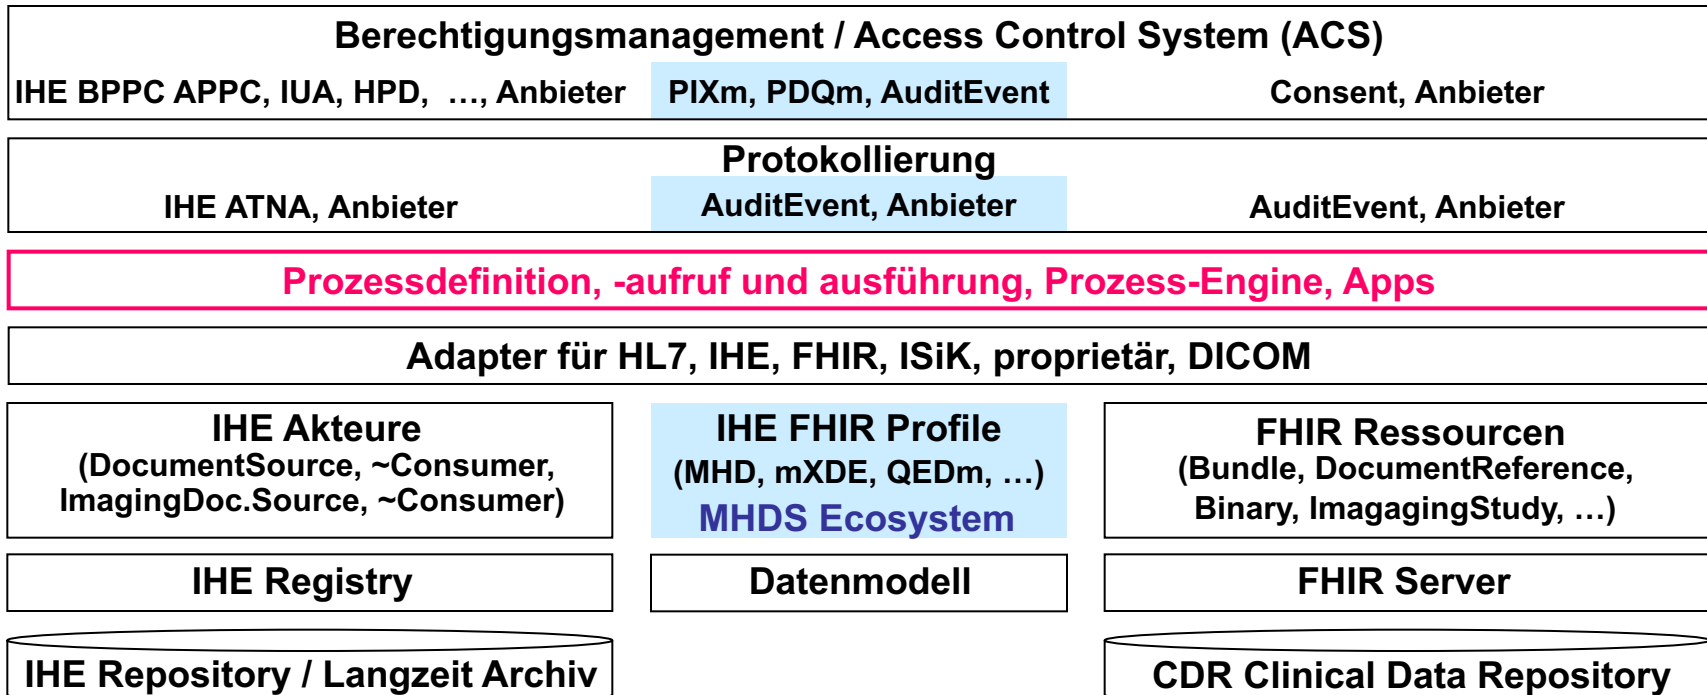 Berechtigungsmanagement / Access Control System (ACS)
IHE BPPC APPC, IUA, HPD, …, Anbieter
PIXm, PDQm, AuditEvent
Consent, Anbieter
Protokollierung
IHE ATNA, Anbieter
AuditEvent, Anbieter
AuditEvent, Anbieter
Prozessdefinition, -aufruf und ausführung, Prozess-Engine, Apps
Adapter für HL7, IHE, FHIR, ISiK, proprietär, DICOM
IHE Akteure
(DocumentSource, ~Consumer,
ImagingDoc.Source, ~Consumer)
IHE FHIR Profile
(MHD, mXDE, QEDm, …)
MHDS Ecosystem
FHIR Ressourcen
(Bundle, DocumentReference,
Binary, ImagagingStudy, …)
IHE Registry
Datenmodell
FHIR Server
IHE Repository / Langzeit Archiv
CDR Clinical Data Repository